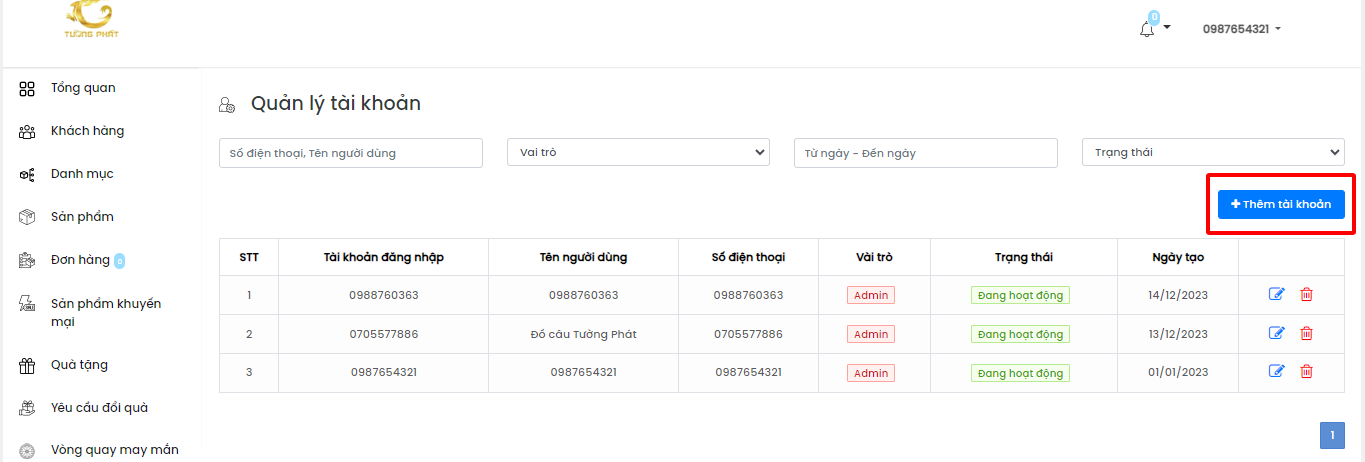 TƯỜNG PHÁT
0
0987654321
Tổng quan
Khách hàng
Danh mục
Sản phẩm
Đơn hàng 0
Sản phẩm khuyến
mại
Quà tặng
Yêu cầu đổi quà
Vòng quay may mắn
Quản lý tài khoản
Số điện thoại, Tên người dùng
Vai trò
Từ ngày - Đến ngày
Trạng thái
Thêm tài khoản
STT Tài khoản đăng nhập Tên người dùng Số điện thoại Vài trò Trạng thái Ngày tạo
1 0988760363 0988760363 0988760363 Admin Đang hoạt động 14/12/2023
2 0705577886 Đồ câu Tường Phát 0705577886 Admin Đang hoạt động 13/12/2023
3 0987654321 0987654321 0987654321 Admin Đang hoạt động 01/01/2023
1